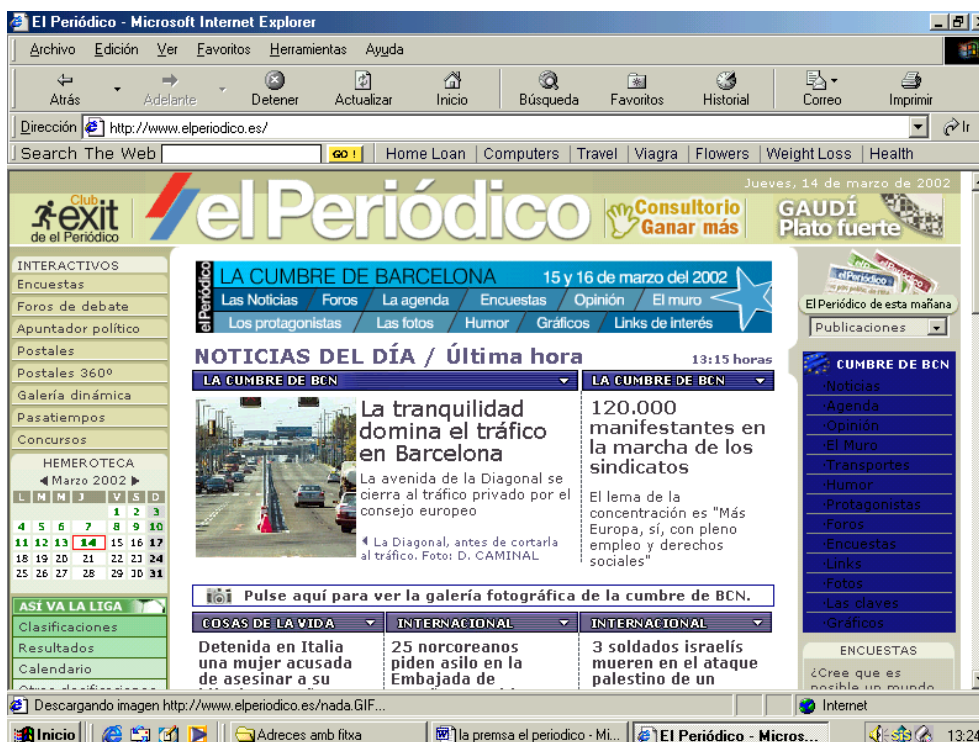 El Periódico - Microsoft Internet Explorer
Archivo Edición Ver Favoritos Herramientas Ayuda
Atrás Adelante Detener Actualizar Inicio Búsqueda Favoritos Historial Correo Imprimir
Dirección http://www.elperiodico.es/ Ir
Search The Web GO ! Home Loan Computers Travel Viagra Flowers Weight Loss Health
Jueves, 14 de marzo de 2002
Club
exit
de el Periódico
el Periódico
Consultorio
Ganar más
GAUDÍ
Plato fuerte
INTERACTIVOS
Encuestas
Foros de debate
Apuntador político
Postales
Postales 360º
Galería dinámica
Pasatiempos
Concursos
HEMEROTECA
Marzo 2002
L M M J V S D
1 2 3
4 5 6 7 8 9 10
11 12 13 14 15 16 17
18 19 20 21 22 23 24
25 26 27 28 29 30 31
ASÍ VA LA LIGA
Clasificaciones
Resultados
Calendario
Otras clasificaciones
el Periódico
LA CUMBRE DE BARCELONA 15 y 16 de marzo del 2002
Las Noticias / Foros / La agenda / Encuestas / Opinión / El muro
Los protagonistas / Las fotos / Humor / Gráficos / Links de interés
NOTICIAS DEL DÍA / Última hora 13:15 horas
LA CUMBRE DE BCN
La tranquilidad
domina el tráfico
en Barcelona
La avenida de la Diagonal se
cierra al tráfico privado por el
consejo europeo
La Diagonal, antes de cortarla
al tráfico. Foto: D. CAMINAL
LA CUMBRE DE BCN
120.000
manifestantes en
la marcha de los
sindicatos
El lema de la
concentración es "Más
Europa, sí, con pleno
empleo y derechos
sociales"
Pulse aquí para ver la galería fotográfica de la cumbre de BCN.
COSAS DE LA VIDA
Detenida en Italia
una mujer acusada
de asesinar a su
INTERNACIONAL
25 norcoreanos
piden asilo en la
Embajada de
INTERNACIONAL
3 soldados israelís
mueren en el ataque
palestino de un
El Periódico de esta mañana
Publicaciones
CUMBRE DE BCN
·Noticias
·Agenda
·Opinión
·El Muro
·Transportes
·Humor
·Protagonistas
·Foros
·Encuestas
·Links
·Fotos
·Las claves
·Gráficos
ENCUESTAS
¿Cree que es
posible un mundo
Descargando imagen http://www.elperiodico.es/nada.GIF... Internet
Inicio Adreces amb fitxa la premsa el periodico - Mi... El Periódico - Micros... 13:24